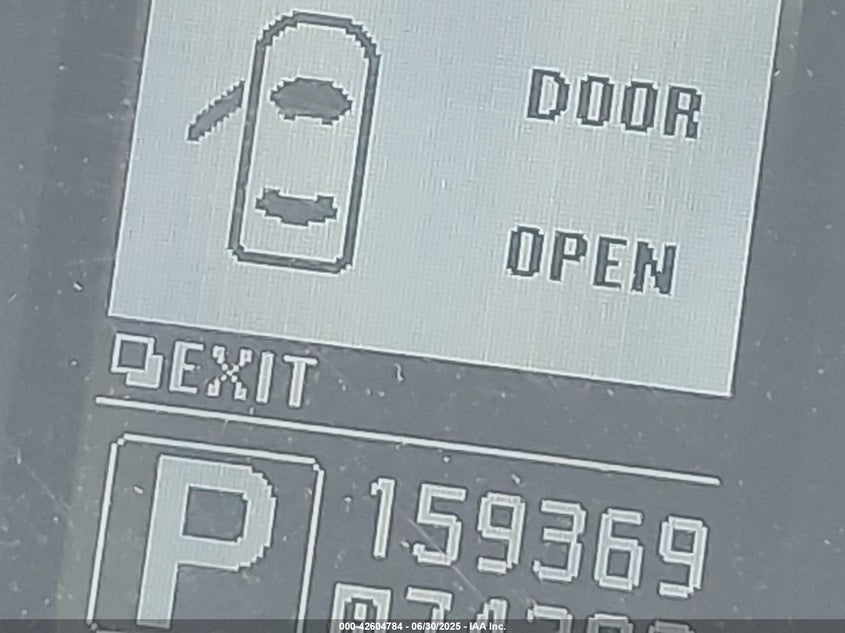 DOOR
OPEN
EXIT
P
159369
000-42604784 - 06/30/2025 - IAA Inc.